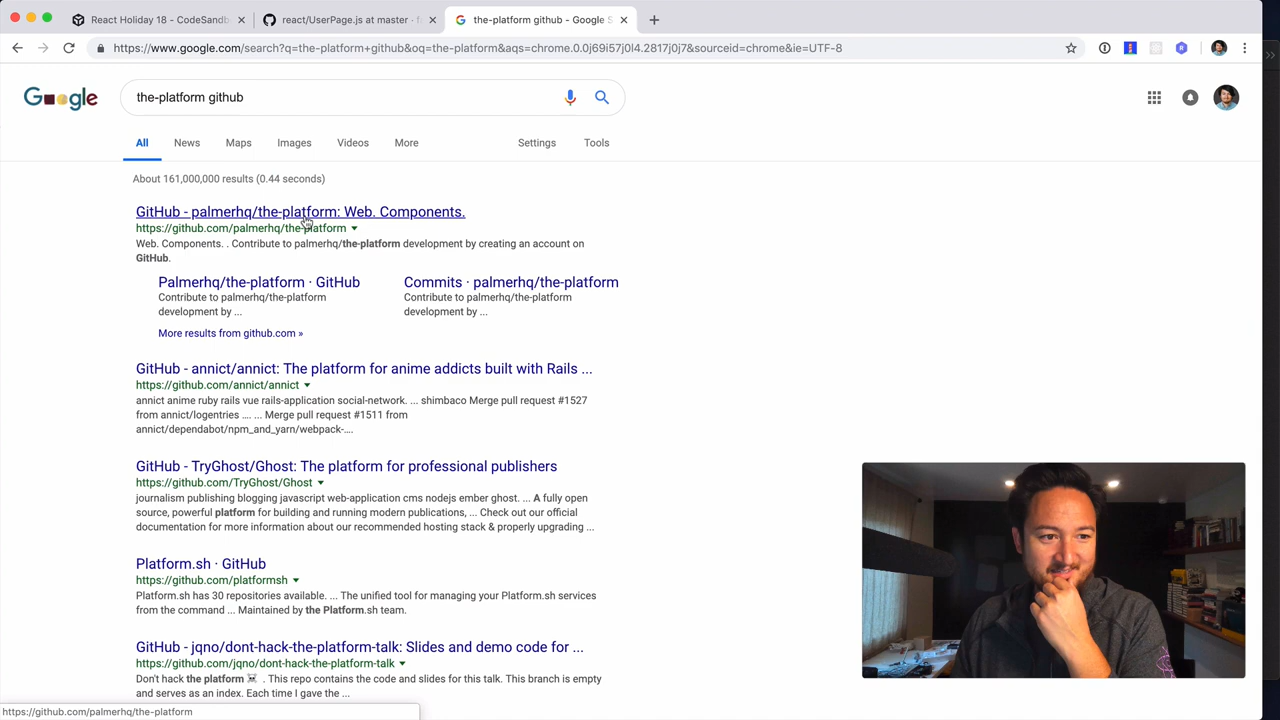 React Holiday 18 - CodeSandb
react/UserPage.js at master · f
the-platform github - Google S
https://www.google.com/search?q=the-platform+github&oq=the-platform&aqs=chrome.0.0j69i57j0l4.2817j0j7&sourceid=chrome&ie=UTF-8
Google
the-platform github
All News Maps Images Videos More Settings Tools
About 161,000,000 results (0.44 seconds)
GitHub - palmerhq/the-platform: Web. Components.
https://github.com/palmerhq/the-platform
Web. Components. . Contribute to palmerhq/the-platform development by creating an account on
GitHub.
Palmerhq/the-platform · GitHub
Contribute to palmerhq/the-platform
development by ...
Commits · palmerhq/the-platform
Contribute to palmerhq/the-platform
development by ...
More results from github.com »
GitHub - annict/annict: The platform for anime addicts built with Rails ...
https://github.com/annict/annict
annict anime ruby rails vue rails-application social-network. ... shimbaco Merge pull request #1527
from annict/logentries .... ... Merge pull request #1511 from
annict/dependabot/npm_and_yarn/webpack-....
GitHub - TryGhost/Ghost: The platform for professional publishers
https://github.com/TryGhost/Ghost
journalism publishing blogging javascript web-application cms nodejs ember ghost. ... A fully open
source, powerful platform for building and running modern publications, ... Check out our official
documentation for more information about our recommended hosting stack & properly upgrading ...
Platform.sh · GitHub
https://github.com/platformsh
Platform.sh has 30 repositories available. ... The unified tool for managing your Platform.sh services
from the command ... Maintained by the Platform.sh team.
GitHub - jqno/dont-hack-the-platform-talk: Slides and demo code for ...
https://github.com/jqno/dont-hack-the-platform-talk
Don't hack the platform ☠ . This repo contains the code and slides for this talk. This branch is empty
and serves as an index. Each time I gave the ...
https://github.com/palmerhq/the-platform